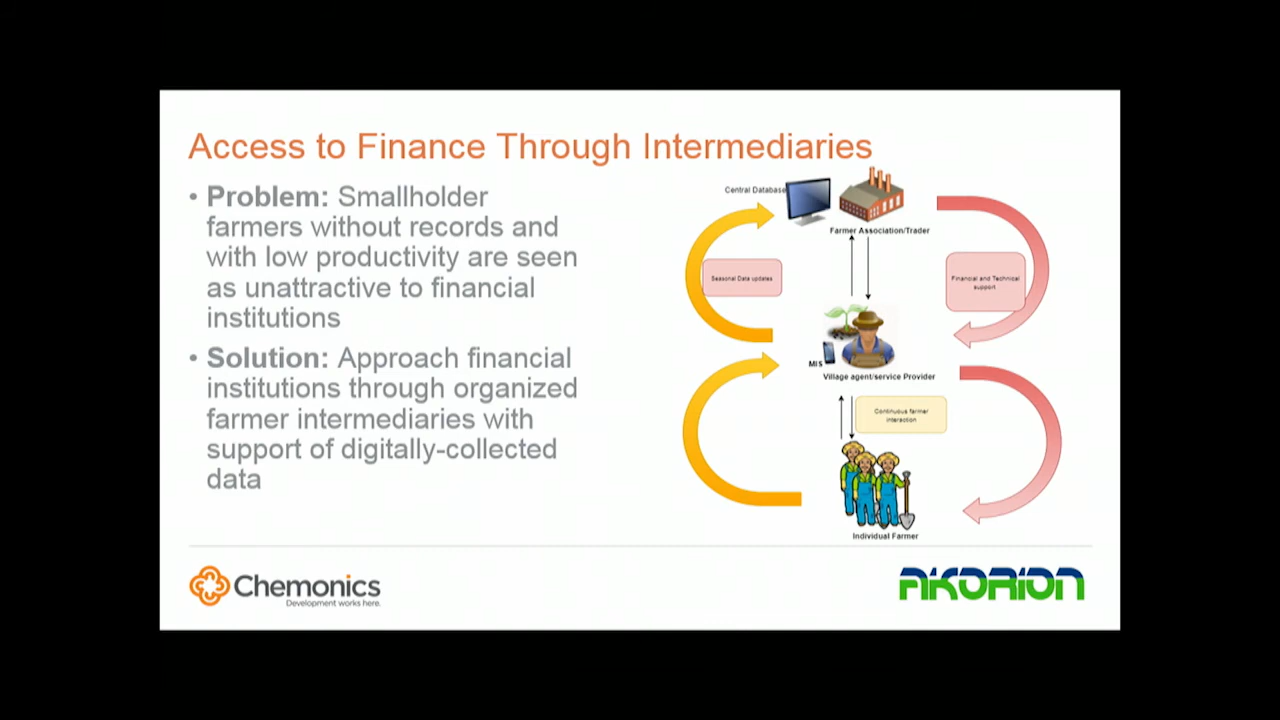 Access to Finance Through Intermediaries
• Problem: Smallholder
farmers without records and
with low productivity are seen
as unattractive to financial
institutions
• Solution: Approach financial
institutions through organized
farmer intermediaries with
support of digitally-collected
data
Central Database
Farmer Association/Trader
Seasonal Data updates
Financial and Technical
support
MIS
Village agent/service Provider
Continuous farmer
interaction
Individual Farmer
Chemonics
Development works here.
AKORION